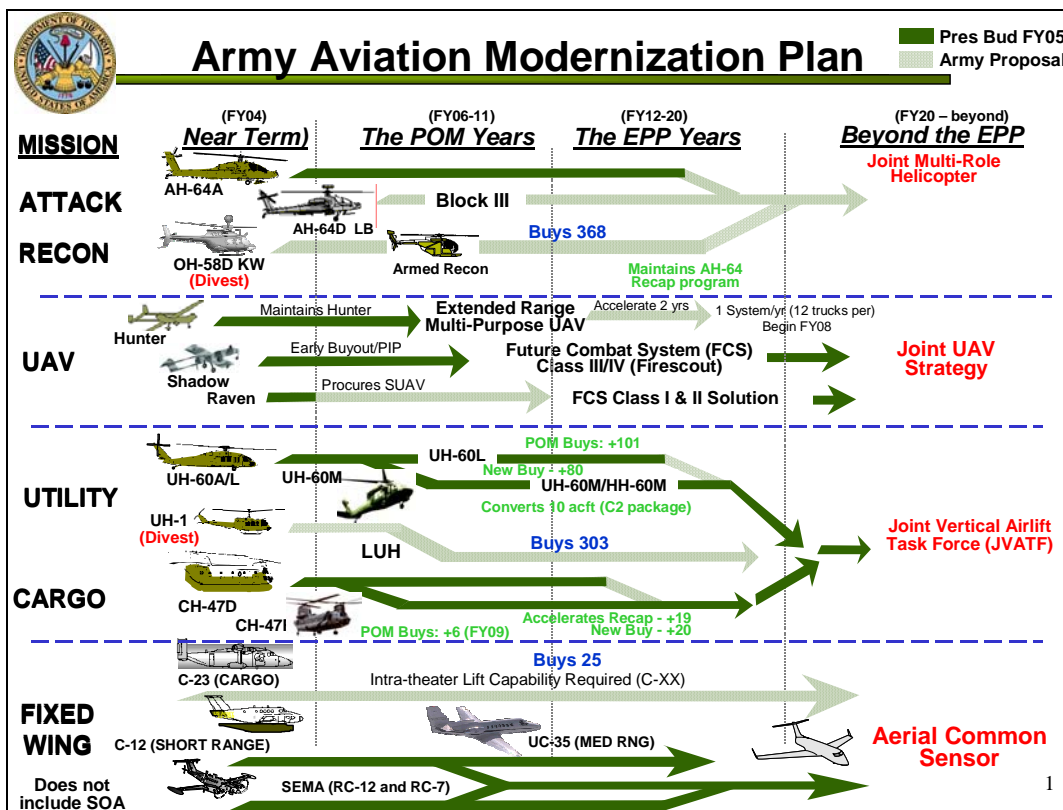 Army Aviation Modernization Plan
Pres Bud FY05
Army Proposal
MISSION
(FY04)
Near Term)
(FY06-11)
The POM Years
(FY12-20)
The EPP Years
(FY20 – beyond)
Beyond the EPP
AH-64A
Joint Multi-Role
Helicopter
ATTACK
AH-64D LB
Block III
RECON
OH-58D KW
(Divest)
Armed Recon
Buys 368
Maintains AH-64
Recap program
UAV
Hunter
Maintains Hunter
Extended Range
Multi-Purpose UAV
Accelerate 2 yrs
1 System/yr (12 trucks per)
Begin FY08
Shadow
Early Buyout/PIP
Future Combat System (FCS)
Class III/IV (Firescout)
Joint UAV
Strategy
Raven
Procures SUAV
FCS Class I & II Solution
UTILITY
UH-60A/L
UH-60M
UH-60L
POM Buys: +101
New Buy - +80
UH-60M/HH-60M
Converts 10 acft (C2 package)
UH-1
(Divest)
LUH
Buys 303
Joint Vertical Airlift
Task Force (JVATF)
CARGO
CH-47D
CH-47I
POM Buys: +6 (FY09)
Accelerates Recap - +19
New Buy - +20
FIXED
WING
C-23 (CARGO)
Buys 25
Intra-theater Lift Capability Required (C-XX)
C-12 (SHORT RANGE)
UC-35 (MED RNG)
Aerial Common
Sensor
SEMA (RC-12 and RC-7)
Does not
include SOA
1